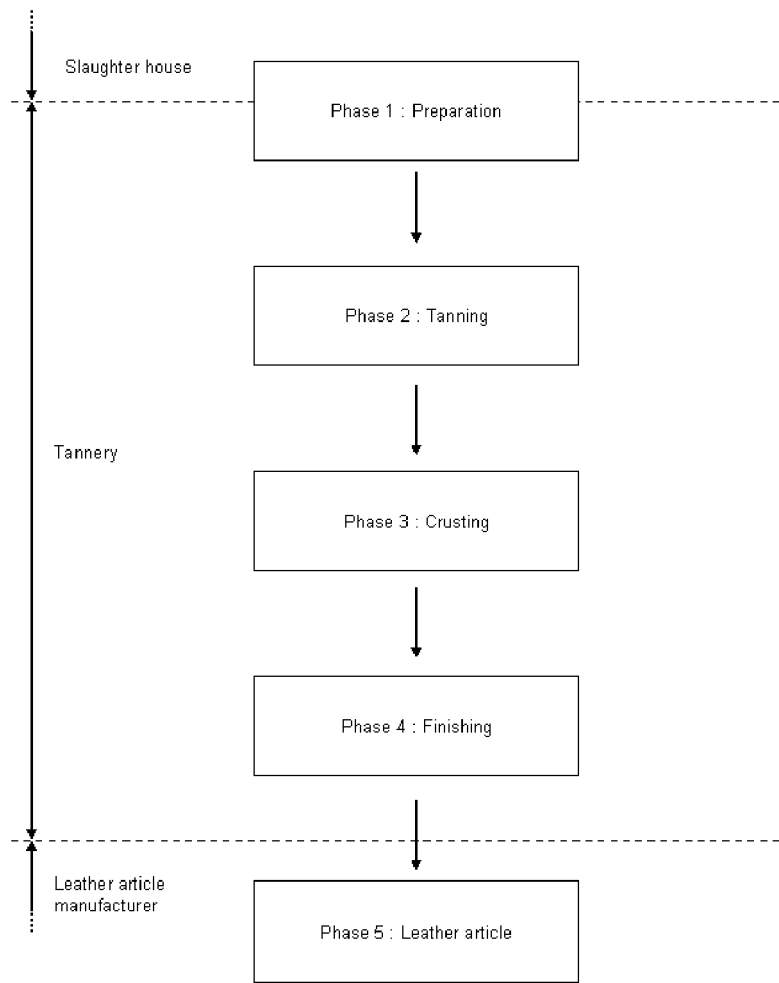 Slaughter house
Phase 1 : Preparation
Phase 2 : Tanning
Tannery
Phase 3 : Crusting
Phase 4 : Finishing
Leather article
manufacturer
Phase 5 : Leather article